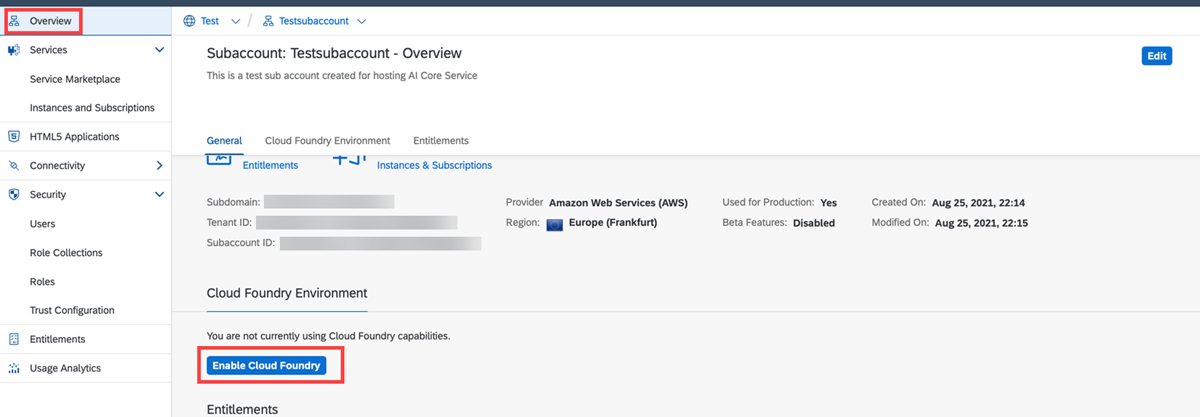 Overview
Services
Service Marketplace
Instances and Subscriptions
HTML5 Applications
Connectivity
Security
Users
Role Collections
Roles
Trust Configuration
Entitlements
Usage Analytics
Test / Testsubaccount
Subaccount: Testsubaccount - Overview
Edit
This is a test sub account created for hosting AI Core Service
General Cloud Foundry Environment Entitlements
Entitlements Instances & Subscriptions
Subdomain: Provider Amazon Web Services (AWS) Used for Production: Yes Created On: Aug 25, 2021, 22:14
Tenant ID: Region: Europe (Frankfurt) Beta Features: Disabled Modified On: Aug 25, 2021, 22:15
Subaccount ID:
Cloud Foundry Environment
You are not currently using Cloud Foundry capabilities.
Enable Cloud Foundry
Entitlements